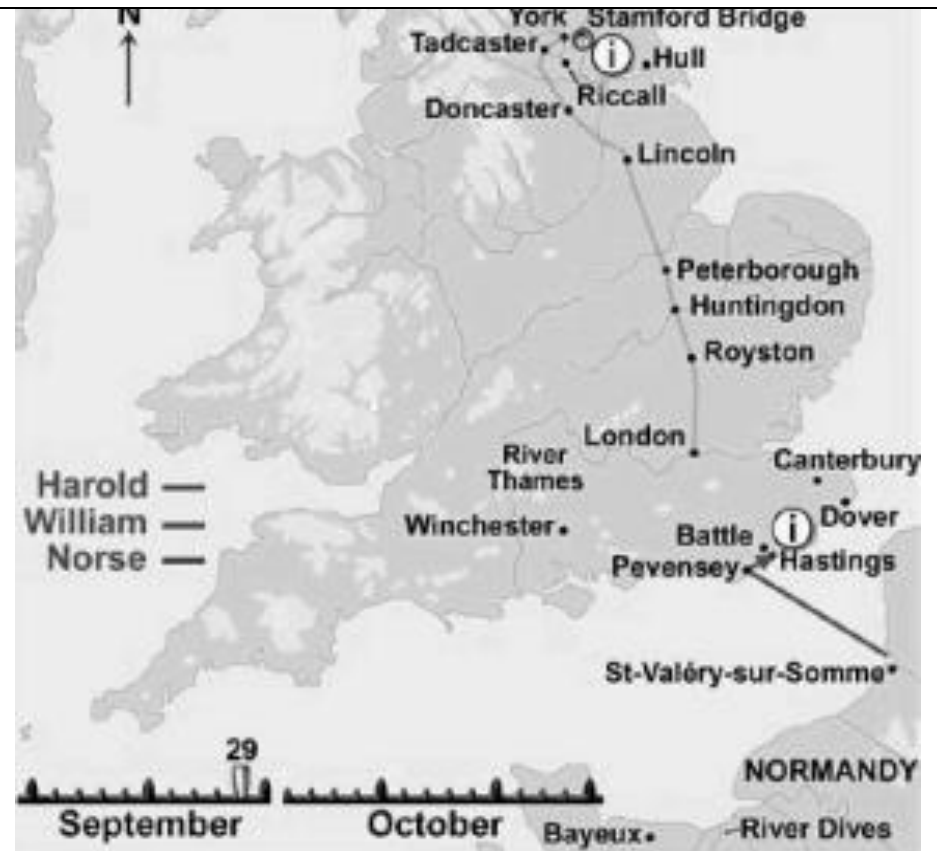 N
York Stamford Bridge
Tadcaster
i
Hull
Riccall
Doncaster
Lincoln
Peterborough
Huntingdon
Royston
London
River
Thames
Canterbury
Harold
William
Norse
Winchester
Dover
i
Battle
Hastings
Pevensey
St-Valéry-sur-Somme
29
NORMANDY
September
October
Bayeux
River Dives